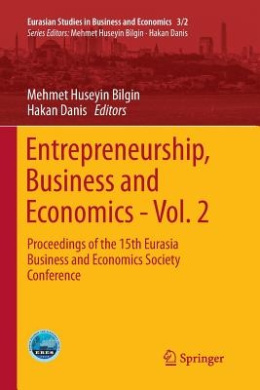 Eurasian Studies in Business and Economics 3/2
Series Editors: Mehmet Huseyin Bilgin · Hakan Danis
Mehmet Huseyin Bilgin
Hakan Danis Editors
Entrepreneurship,
Business and
Economics - Vol. 2
Proceedings of the 15th Eurasia
Business and Economics Society
Conference
EBES
Springer